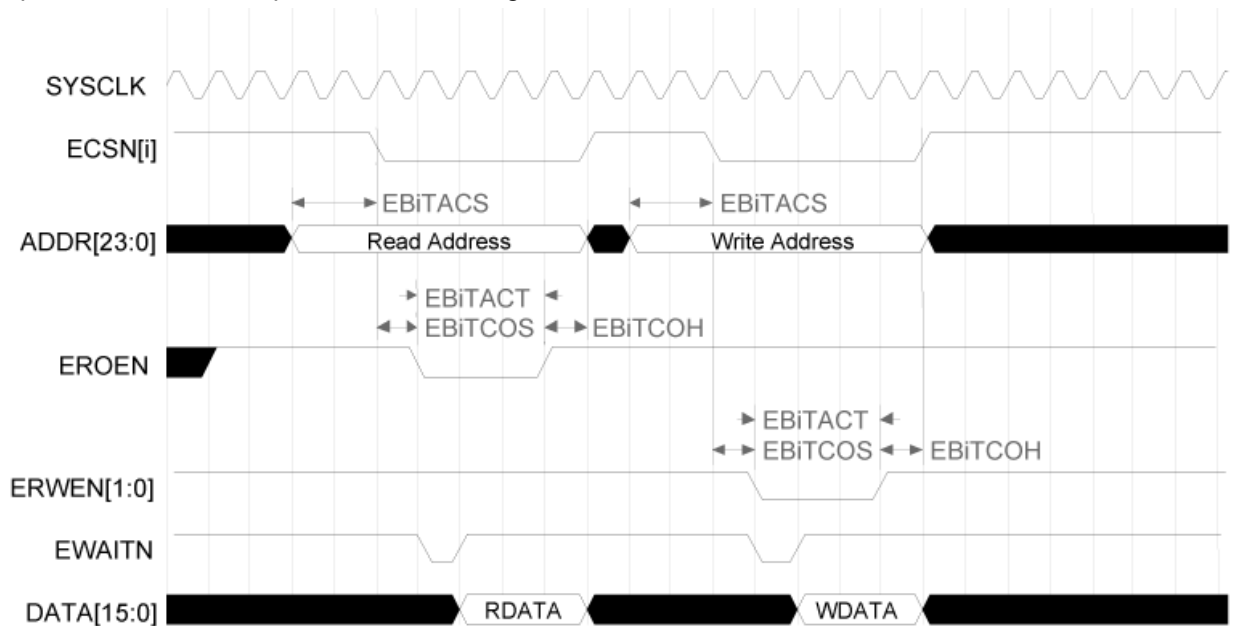 SYSCLK
ECSN[i]
EBiTACS EBiTACS
ADDR[23:0] Read Address Write Address
EBiTACT
EBiTCOS EBiTCOH
EROEN
EBiTACT
EBiTCOS EBiTCOH
ERWEN[1:0]
EWAITN
DATA[15:0] RDATA WDATA